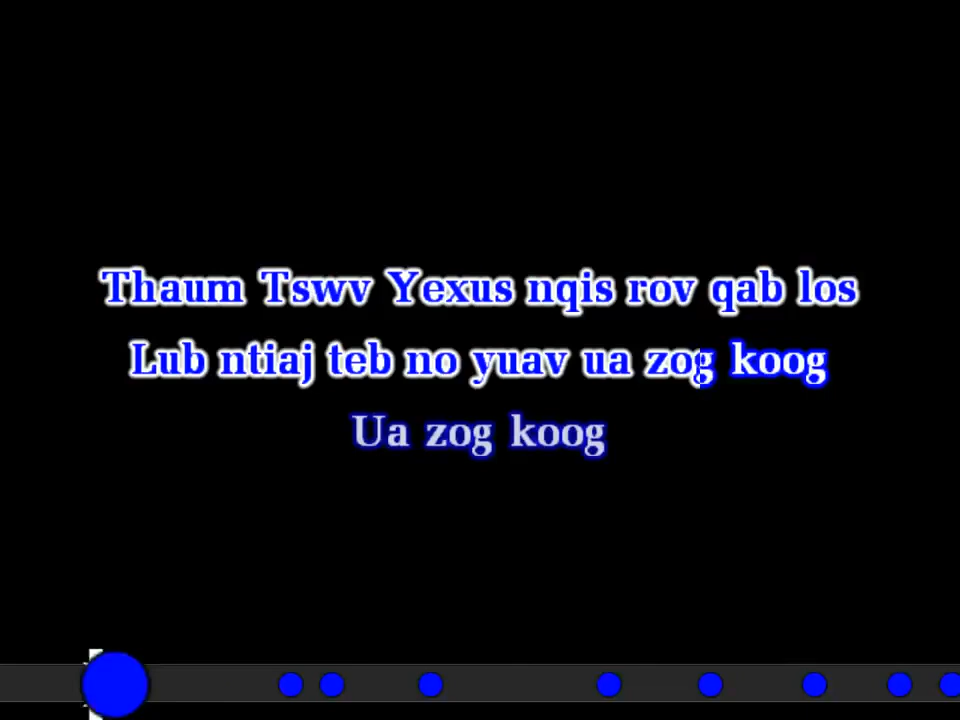 Thaum Tswv Yexus nqis rov qab los
Lub ntiaj teb no yuav ua zog koog
Ua zog koog